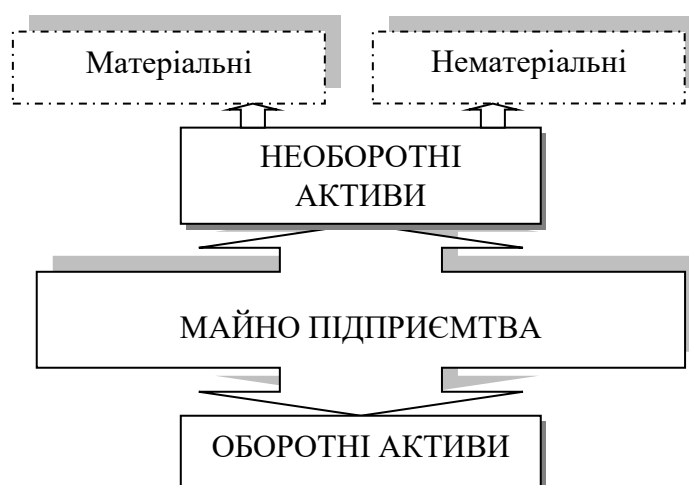 Матеріальні
Нематеріальні
НЕОБОРОТНІ
АКТИВИ
МАЙНО ПІДПРИЄМТВА
ОБОРОТНІ АКТИВИ